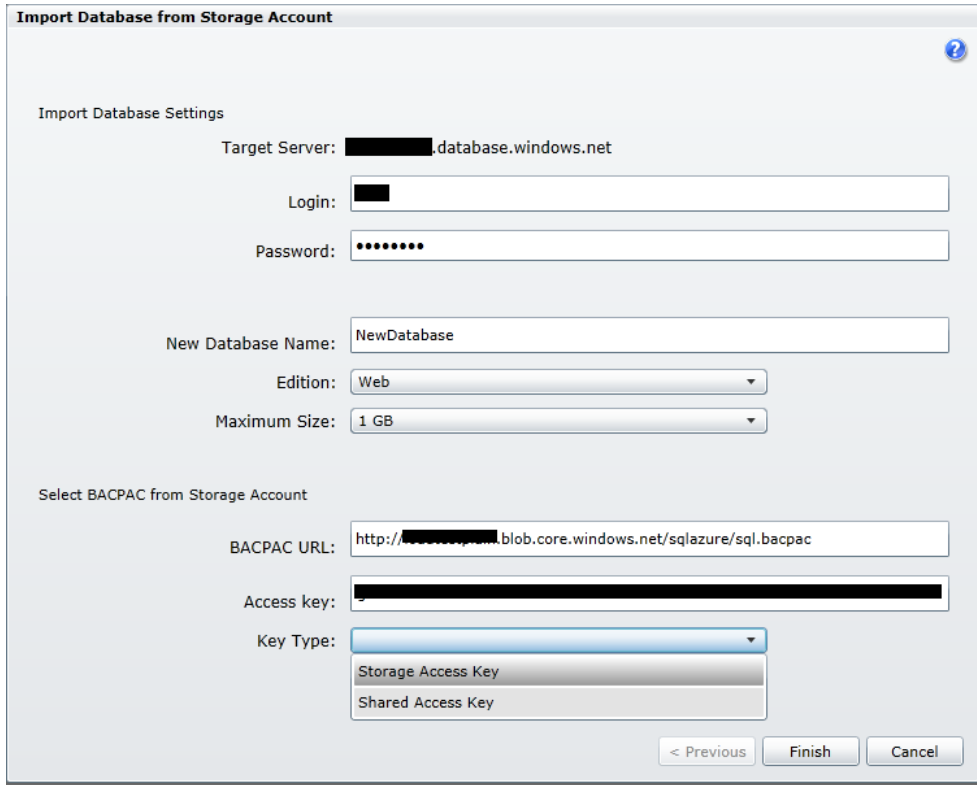 Import Database from Storage Account
?
Import Database Settings
Target Server: .database.windows.net
Login:
Password: ••••••••
New Database Name: NewDatabase
Edition: Web
Maximum Size: 1 GB
Select BACPAC from Storage Account
BACPAC URL: http:// .blob.core.windows.net/sqlazure/sql.bacpac
Access key:
Key Type:
Storage Access Key
Shared Access Key
< Previous Finish Cancel